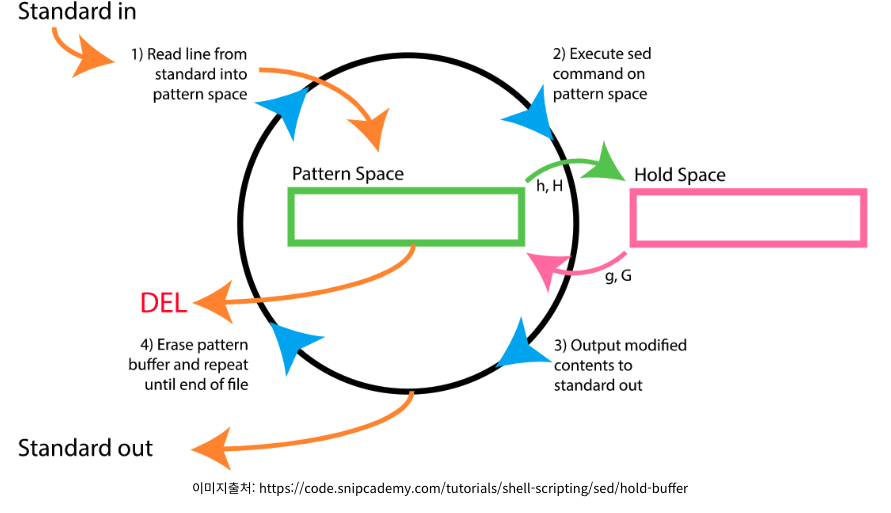 Standard in
1) Read line from
standard into
pattern space
2) Execute sed
command on
pattern space
Pattern Space
h, H
Hold Space
g, G
DEL
4) Erase pattern
buffer and repeat
until end of file
3) Output modified
contents to
standard out
Standard out
이미지출처: https://code.snipcademy.com/tutorials/shell-scripting/sed/hold-buffer